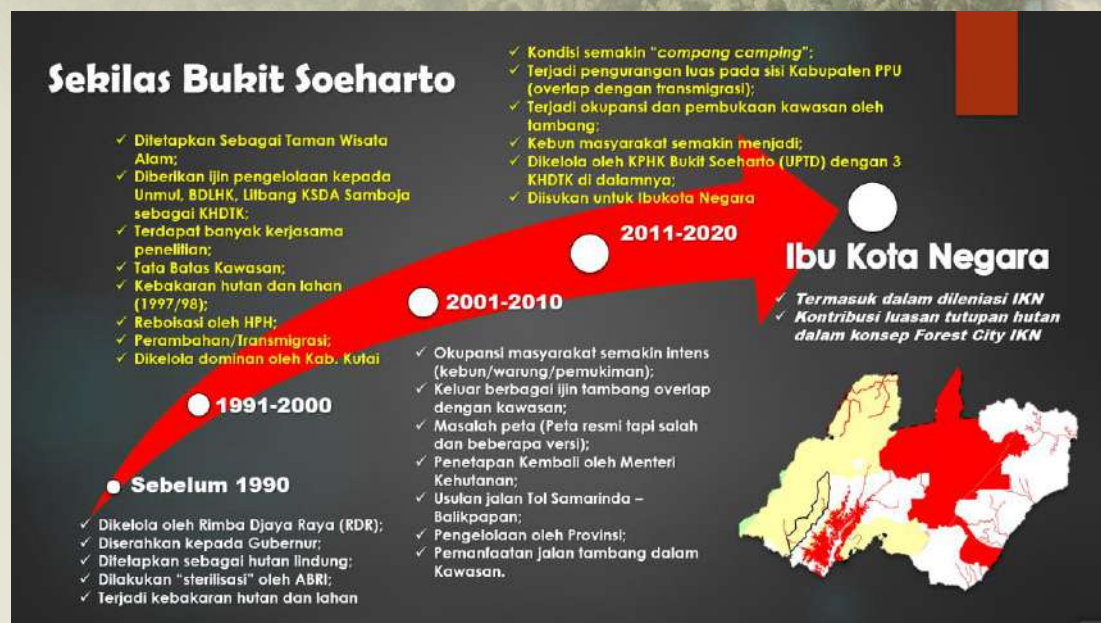 Sekilas Bukit Soeharto
Sebelum 1990
✓ Dikelola oleh Rimba Djaya Raya (RDR);
✓ Diserahkan kepada Gubernur;
✓ Ditetapkan sebagai hutan lindung;
✓ Dilakukan “sterilisasi” oleh ABRI;
✓ Terjadi kebakaran hutan dan lahan
1991-2000
✓ Ditetapkan Sebagai Taman Wisata
Alam;
✓ Diberikan ijin pengelolaan kepada
Unmul, BDLHK, Litbang KSDA Samboja
sebagai KHDTK;
✓ Terdapat banyak kerjasama
penelitian;
✓ Tata Batas Kawasan;
✓ Kebakaran hutan dan lahan
(1997/98);
✓ Reboisasi oleh HPH;
✓ Perambahan/Transmigrasi;
✓ Dikelola dominan oleh Kab. Kutai
2001-2010
✓ Okupansi masyarakat semakin intens
(kebun/warung/pemukiman);
✓ Keluar berbagai ijin tambang overlap
dengan kawasan;
✓ Masalah peta (Peta resmi tapi salah
dan beberapa versi);
✓ Penetapan Kembali oleh Menteri
Kehutanan;
✓ Usulan jalan Tol Samarinda –
Balikpapan;
✓ Pengelolaan oleh Provinsi;
✓ Pemanfaatan jalan tambang dalam
Kawasan.
2011-2020
✓ Kondisi semakin “compang camping”;
✓ Terjadi pengurangan luas pada sisi Kabupaten PPU
(overlap dengan transmigrasi);
✓ Terjadi okupansi dan pembukaan kawasan oleh
tambang;
✓ Kebun masyarakat semakin menjadi;
✓ Dikelola oleh KPHK Bukit Soeharto (UPTD) dengan 3
KHDTK di dalamnya;
✓ Diisukan untuk Ibukota Negara
Ibu Kota Negara
✓ Termasuk dalam dileniasi IKN
✓ Kontribusi luasan tutupan hutan
dalam konsep Forest City IKN